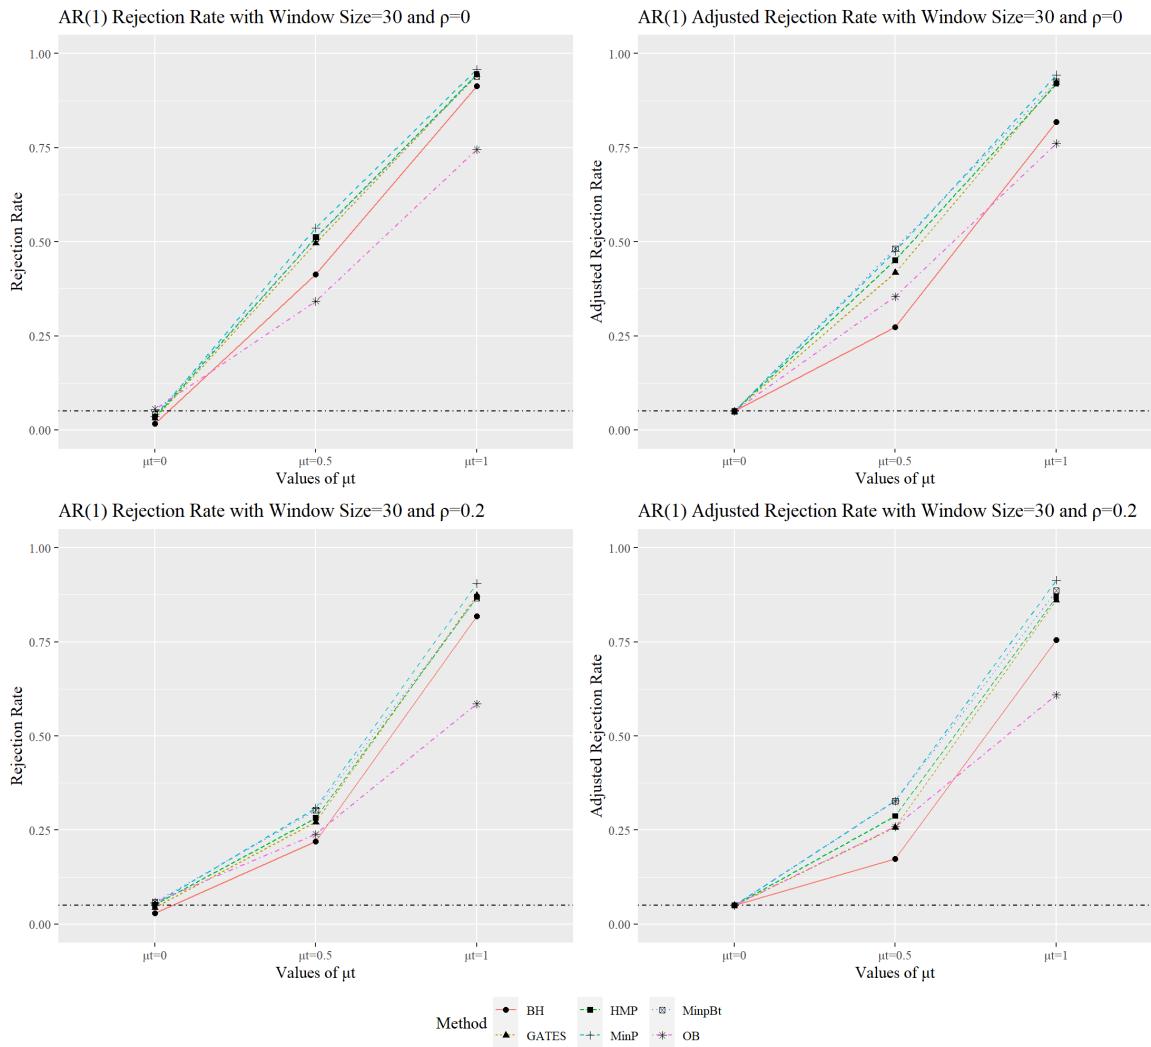 AR(1) Rejection Rate with Window Size=30 and ρ=0
1.00
0.75
0.50
0.25
0.00
Rejection Rate
μt=0 μt=0.5 μt=1
Values of μt
AR(1) Adjusted Rejection Rate with Window Size=30 and ρ=0
1.00
0.75
0.50
0.25
0.00
Adjusted Rejection Rate
μt=0 μt=0.5 μt=1
Values of μt
AR(1) Rejection Rate with Window Size=30 and ρ=0.2
1.00
0.75
0.50
0.25
0.00
Rejection Rate
μt=0 μt=0.5 μt=1
Values of μt
AR(1) Adjusted Rejection Rate with Window Size=30 and ρ=0.2
1.00
0.75
0.50
0.25
0.00
Adjusted Rejection Rate
μt=0 μt=0.5 μt=1
Values of μt
Method
BH HMP MinpBt
GATES MinP OB